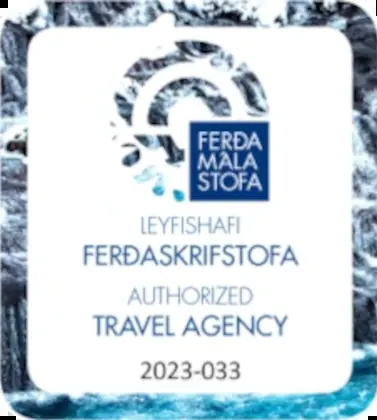 FERÐA
MÁLA
STOFA
LEYFISHAFI
FERÐASKRIFSTOFA
AUTHORIZED
TRAVEL AGENCY
2023-033